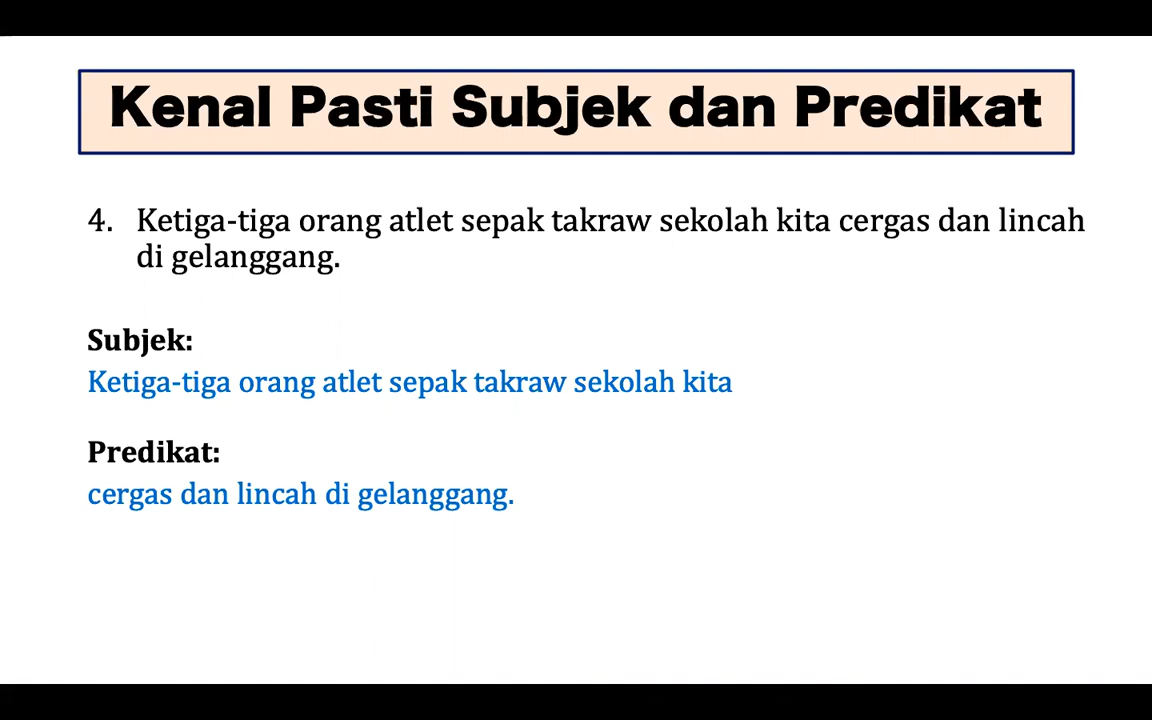 Kenal Pasti Subjek dan Predikat
4. Ketiga-tiga orang atlet sepak takraw sekolah kita cergas dan lincah
di gelanggang.
Subjek:
Ketiga-tiga orang atlet sepak takraw sekolah kita
Predikat:
cergas dan lincah di gelanggang.